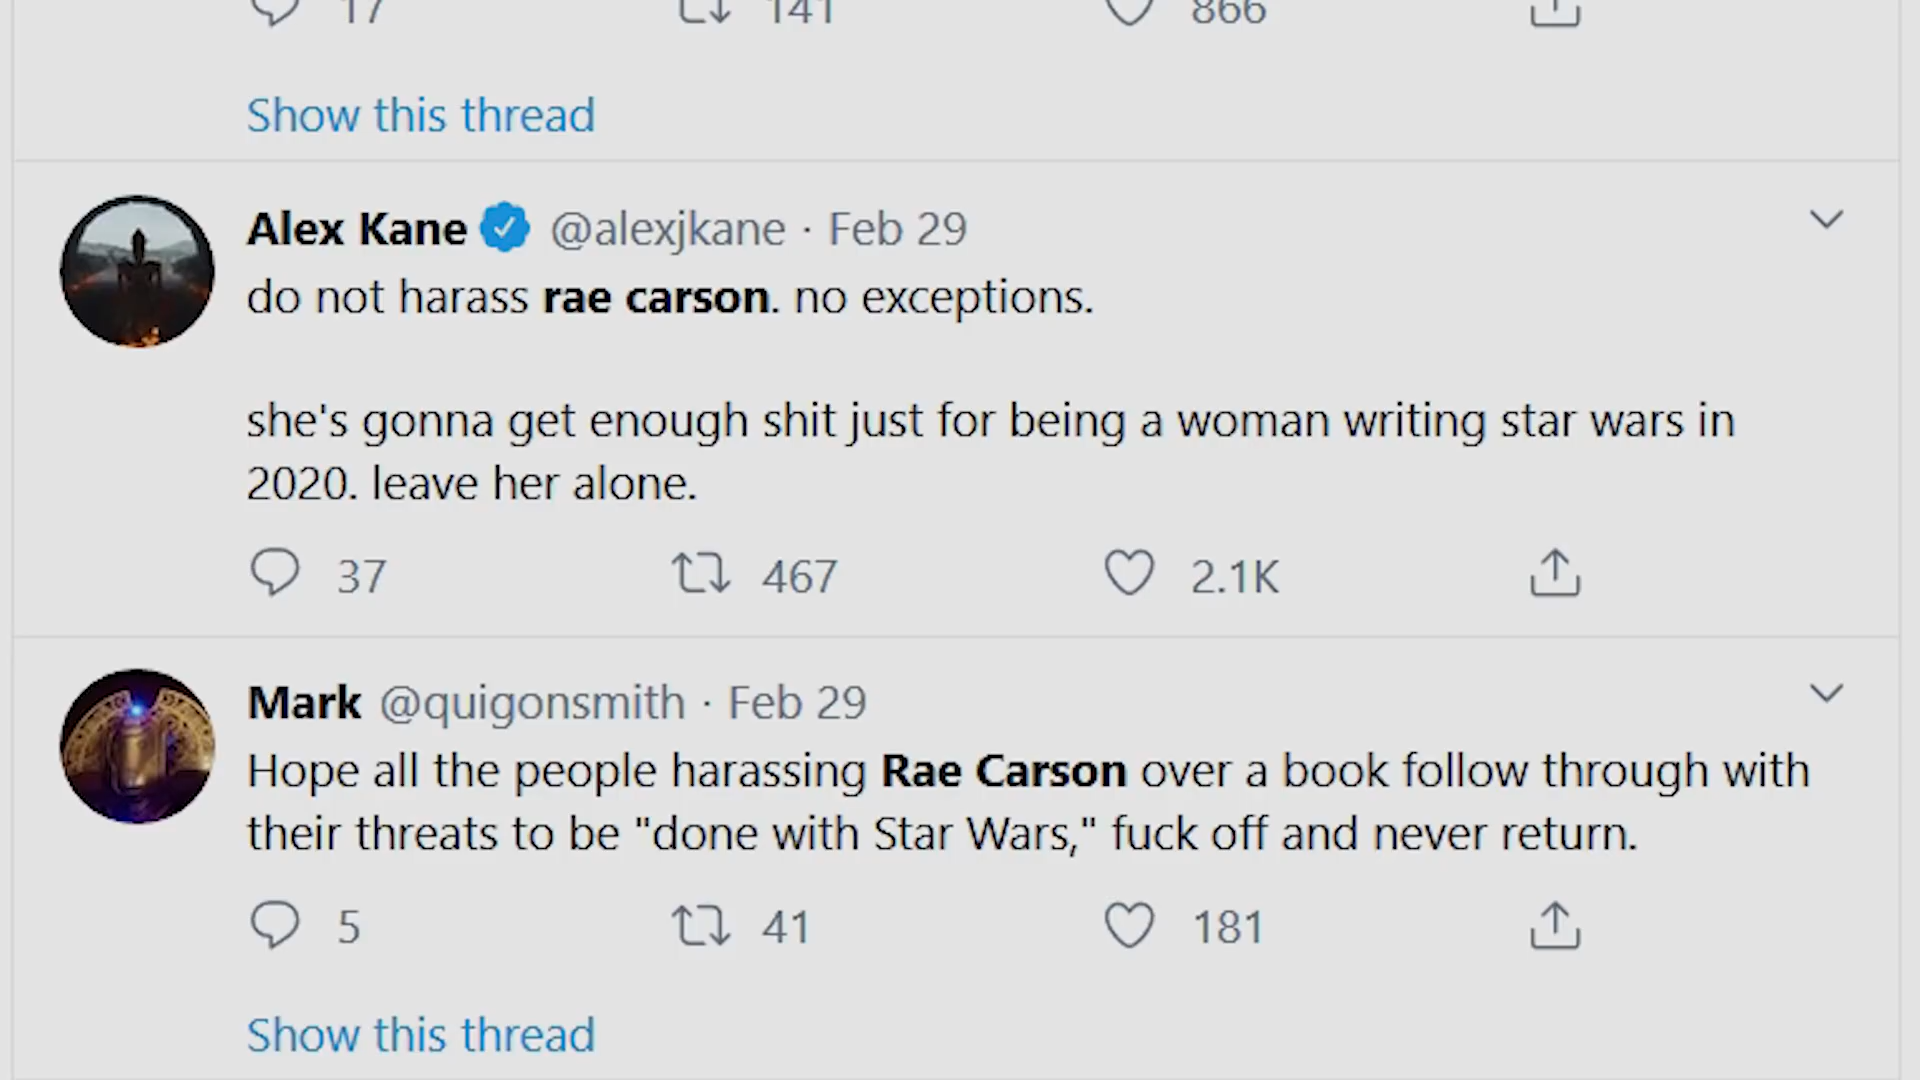 17 141 866
Show this thread
Alex Kane @alexjkane · Feb 29
do not harass rae carson. no exceptions.
she's gonna get enough shit just for being a woman writing star wars in
2020. leave her alone.
37 467 2.1K
Mark @quigonsmith · Feb 29
Hope all the people harassing Rae Carson over a book follow through with
their threats to be "done with Star Wars," fuck off and never return.
5 41 181
Show this thread